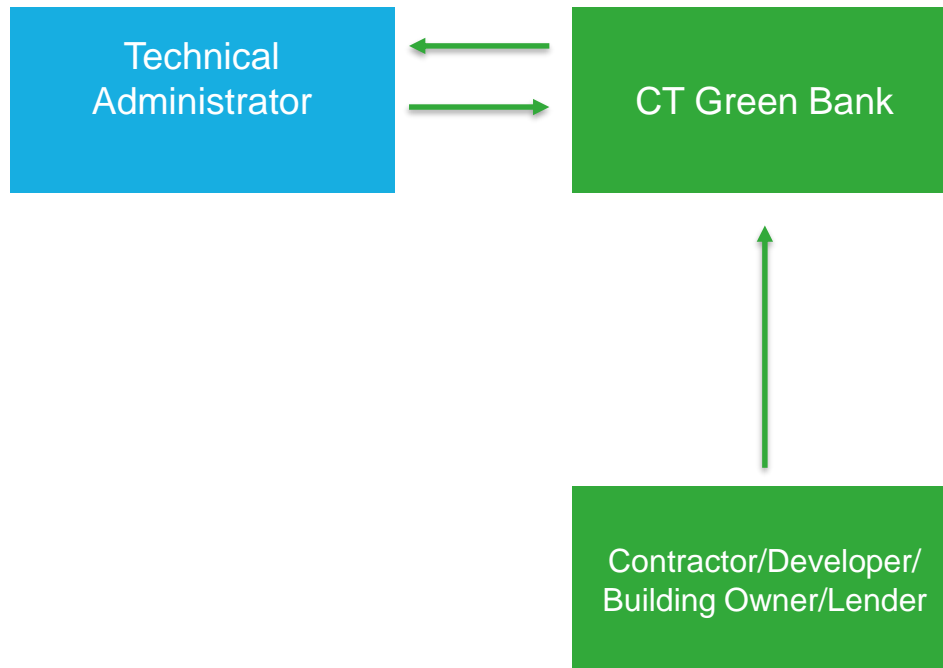 Technical
Administrator
CT Green Bank
Contractor/Developer/
Building Owner/Lender